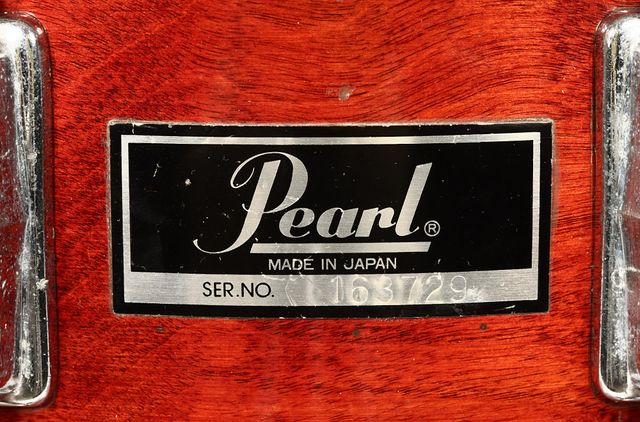 Pearl®
MADE IN JAPAN
SER.NO. 163729